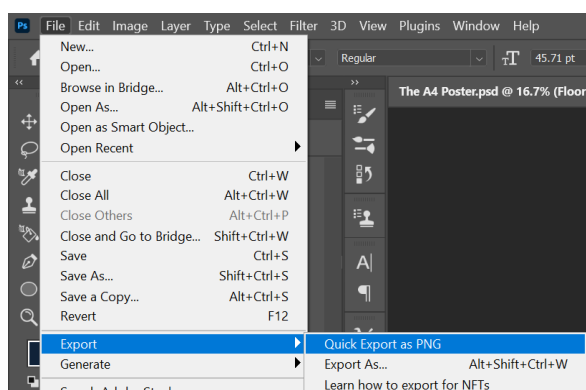 Ps File Edit Image Layer Type Select Filter 3D View Plugins Window Help
New... Ctrl+N
Regular
45.71 pt
Open... Ctrl+O
Browse in Bridge... Alt+Ctrl+O
The A4 Poster.psd @ 16.7% (Floor
Open As... Alt+Shift+Ctrl+O
Open as Smart Object...
Open Recent
Close Ctrl+W
Close All Alt+Ctrl+W
Close Others Alt+Ctrl+P
Close and Go to Bridge... Shift+Ctrl+W
Save Ctrl+S
Save As... Shift+Ctrl+S
Save a Copy... Alt+Ctrl+S
Revert F12
Export
Quick Export as PNG
Generate
Export As... Alt+Shift+Ctrl+W
Learn how to export for NFTs